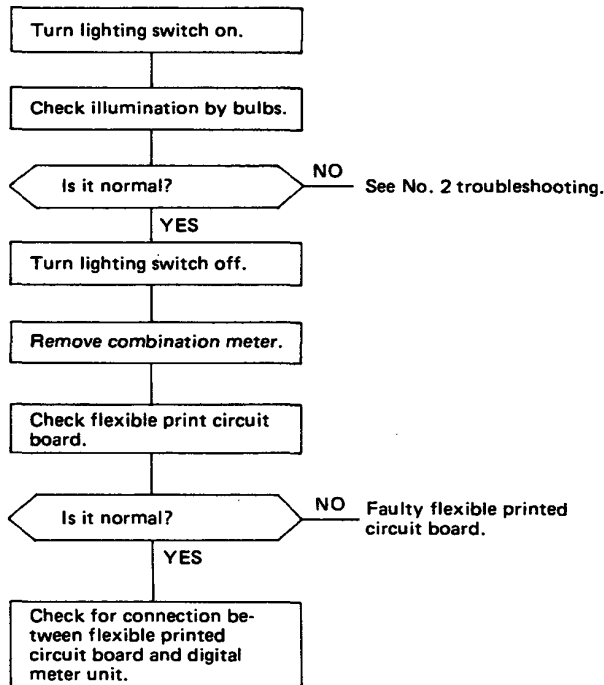 Turn lighting switch on.
Check illumination by bulbs.
Is it normal?
NO
See No. 2 troubleshooting.
YES
Turn lighting switch off.
Remove combination meter.
Check flexible print circuit
board.
Is it normal?
NO
Faulty flexible printed
circuit board.
YES
Check for connection be-
tween flexible printed
circuit board and digital
meter unit.